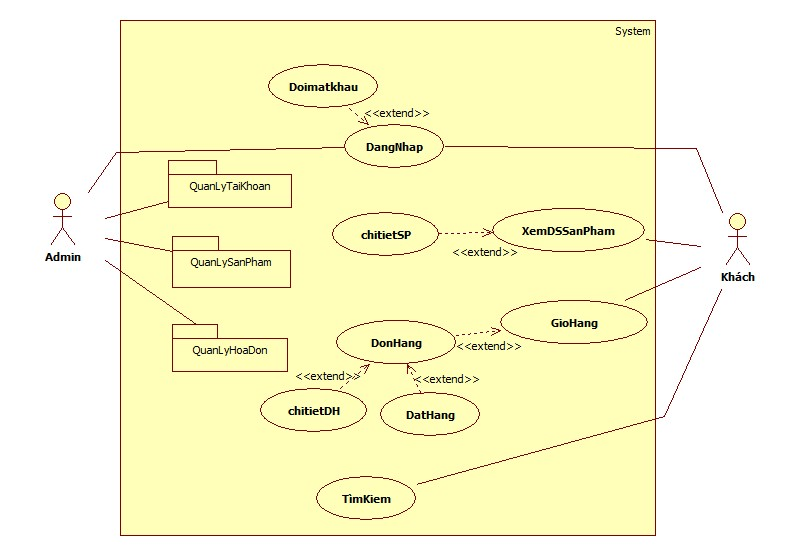 System
Doimatkhau
<<extend>>
DangNhap
QuanLyTaiKhoan
chitietSP
XemDSSanPham
<<extend>>
Admin
QuanLySanPham
Khách
GioHang
DonHang
<<extend>>
QuanLyHoaDon
<<extend>>
<<extend>>
chitietDH
DatHang
TìmKiem